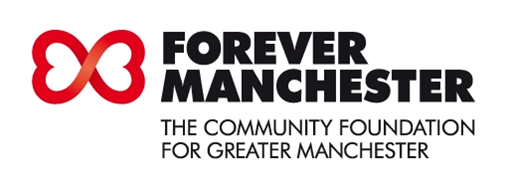 FOREVER
MANCHESTER
THE COMMUNITY FOUNDATION
FOR GREATER MANCHESTER